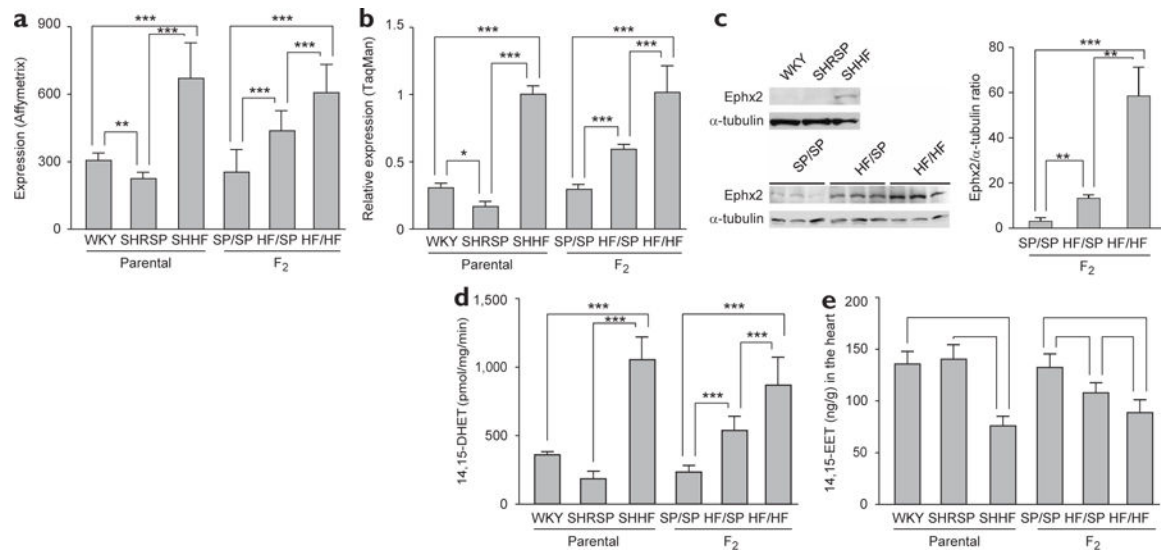 a
Expression (Affymetrix)
900
600
300
0
***
***
**
***
***
***
WKY SHRSP SHHF SP/SP HF/SP HF/HF
Parental
F2
b
Relative expression (TaqMan)
1.5
1
0.5
0
***
***
*
***
***
***
WKY SHRSP SHHF SP/SP HF/SP HF/HF
Parental
F2
c
WKY
SHRSP
SHHF
Ephx2
α-tubulin
SP/SP
HF/SP
HF/HF
Ephx2
α-tubulin
Ephx2/α-tubulin ratio
80
60
40
20
0
***
**
**
SP/SP HF/SP HF/HF
F2
d
14,15-DHET (pmol/mg/min)
1,500
1,000
500
0
***
***
***
***
***
WKY SHRSP SHHF SP/SP HF/SP HF/HF
Parental
F2
e
14,15-EET (ng/g) in the heart
200
150
100
50
0
WKY SHRSP SHHF SP/SP HF/SP HF/HF
Parental
F2